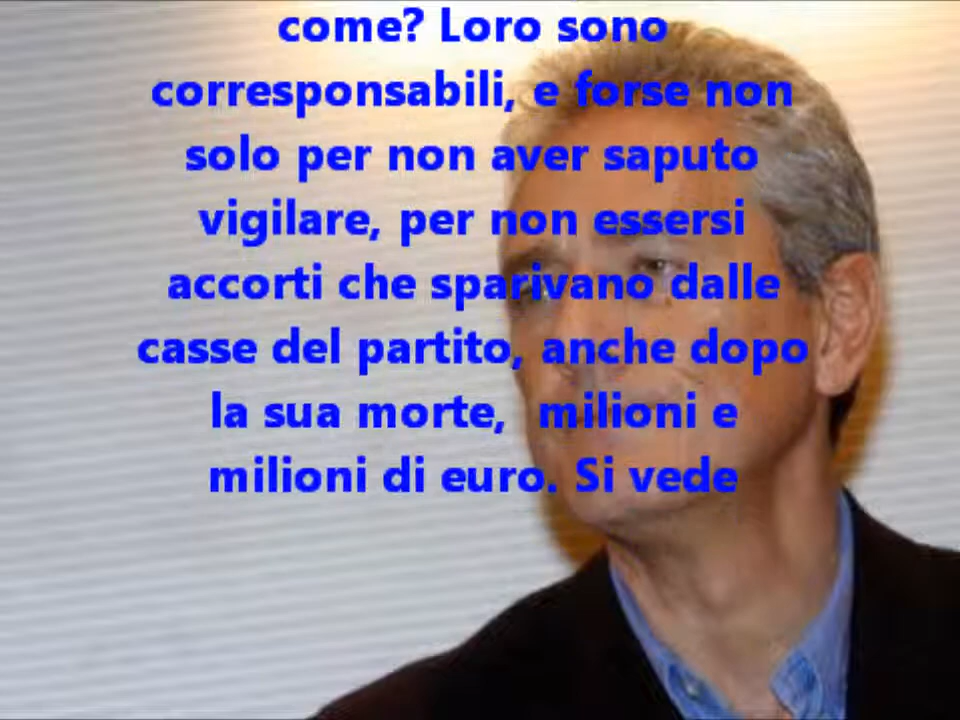 come? Loro sono
corresponsabili, e forse non
solo per non aver saputo
vigilare, per non essersi
accorti che sparivano dalle
casse del partito, anche dopo
la sua morte,  milioni e
milioni di euro. Si vede